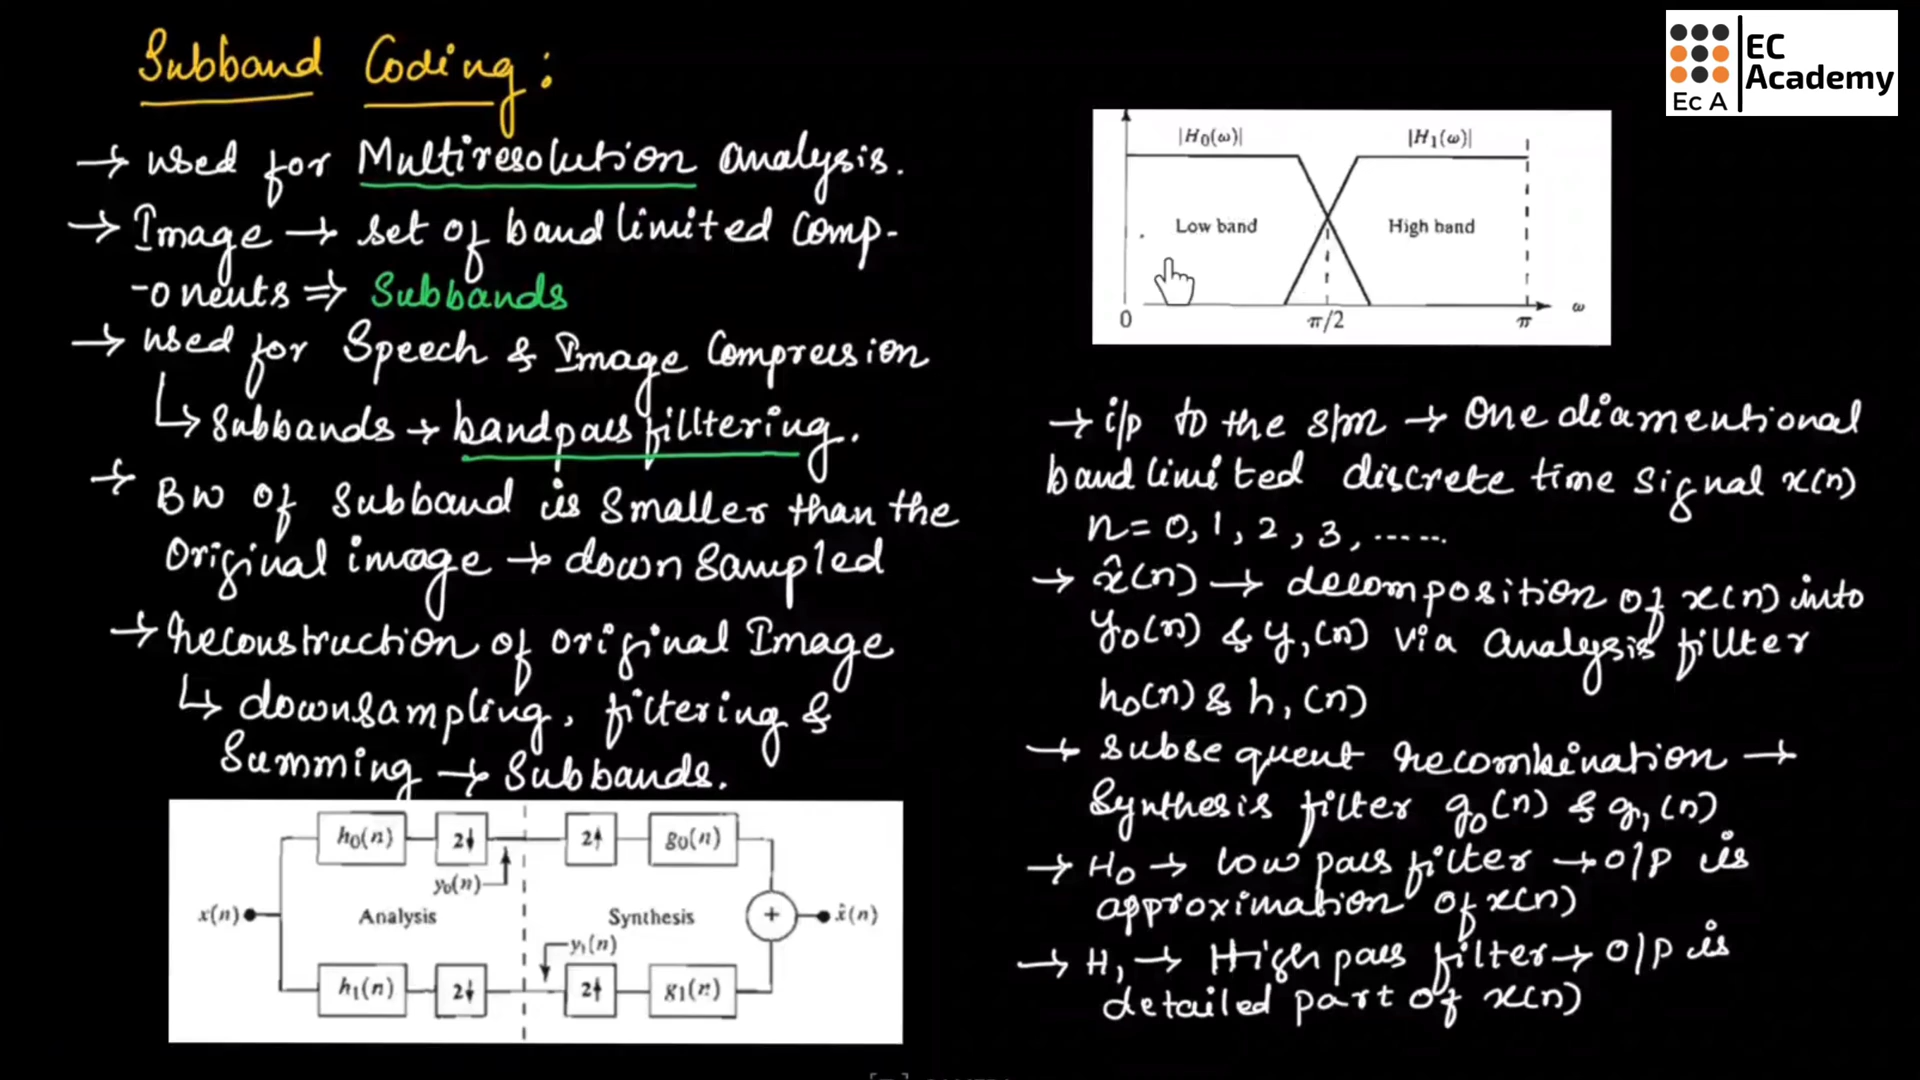 Subband Coding:
→ used for Multiresolution analysis.
→ Image → set of band limited comp-
-onents ⇒ Subbands
→ used for Speech & Image Compression
↳ Subbands → bandpass filltering.
→ BW of Subband is smaller than the
Original image → down sampled
→ Reconstruction of original Image
↳ downsampling, filtering &
Summing → Subbands.
h₀(n) 2↓ 2↑ g₀(n)
y₀(n)
x(n) Analysis Synthesis + x̂(n)
y₁(n)
h₁(n) 2↓ 2↑ g₁(n)
EC
Academy
Ec A
|H₀(ω)| |H₁(ω)|
Low band High band
0 π/2 π ω
→ i/p to the s/m → One diamentional
band limited discrete time signal x(n)
n = 0, 1, 2, 3, ......
→ x̂(n) → decomposition of x(n) into
y₀(n) & y₁(n) via Analysis fillter
h₀(n) & h₁(n)
→ subsequent recombination →
Synthesis filter g₀(n) & g₁(n)
→ H₀ → low pass filter → O/P is
approximation of x(n)
→ H₁ → High pass filter → O/P is
detailed part of x(n)